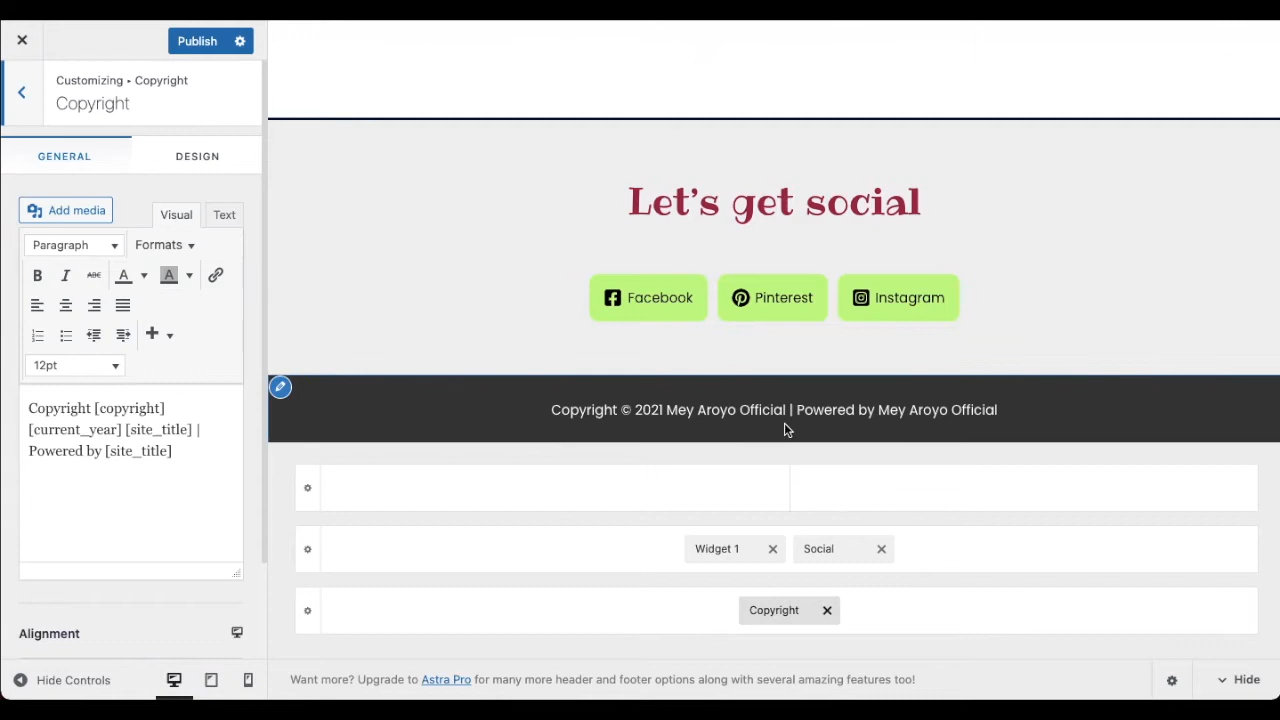 Publish
Customizing ▸ Copyright
Copyright
GENERAL
DESIGN
Add media
Visual
Text
Paragraph
Formats
B
I
ABC
A
A
12pt
Copyright [copyright]
[current_year] [site_title] |
Powered by [site_title]
Alignment
Hide Controls
Let's get social
Facebook
Pinterest
Instagram
Copyright © 2021 Mey Aroyo Official | Powered by Mey Aroyo Official
Widget 1
Social
Copyright
Want more? Upgrade to Astra Pro for many more header and footer options along with several amazing features too!
Hide